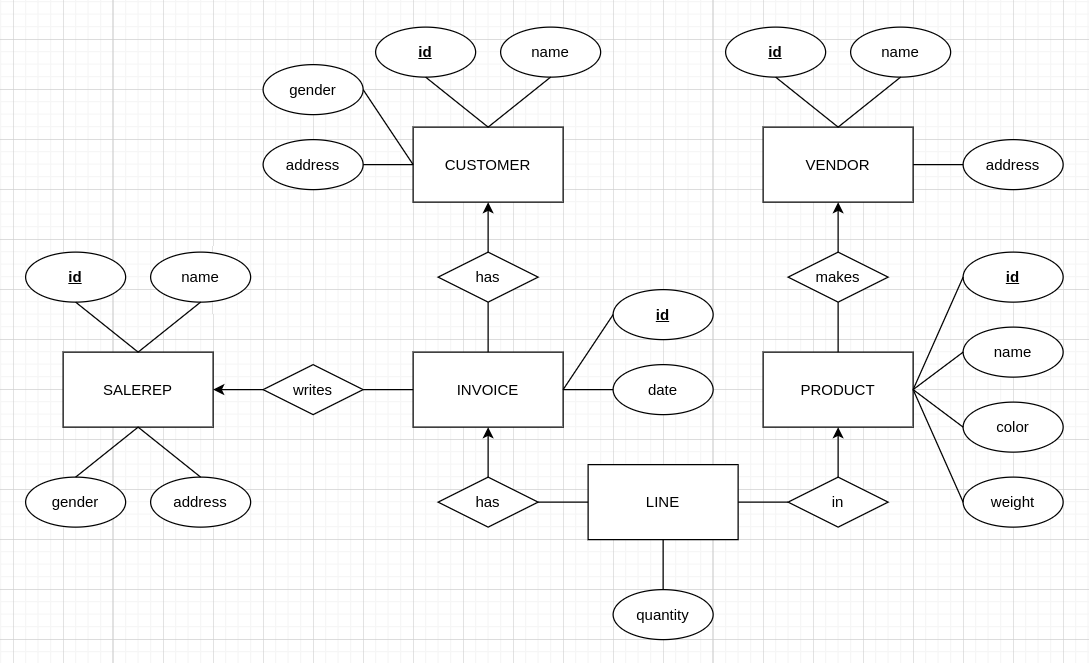 id
name
id
name
gender
CUSTOMER
VENDOR
address
address
id
name
has
makes
id
id
name
SALEREP
writes
INVOICE
date
PRODUCT
color
gender
address
has
LINE
in
weight
quantity